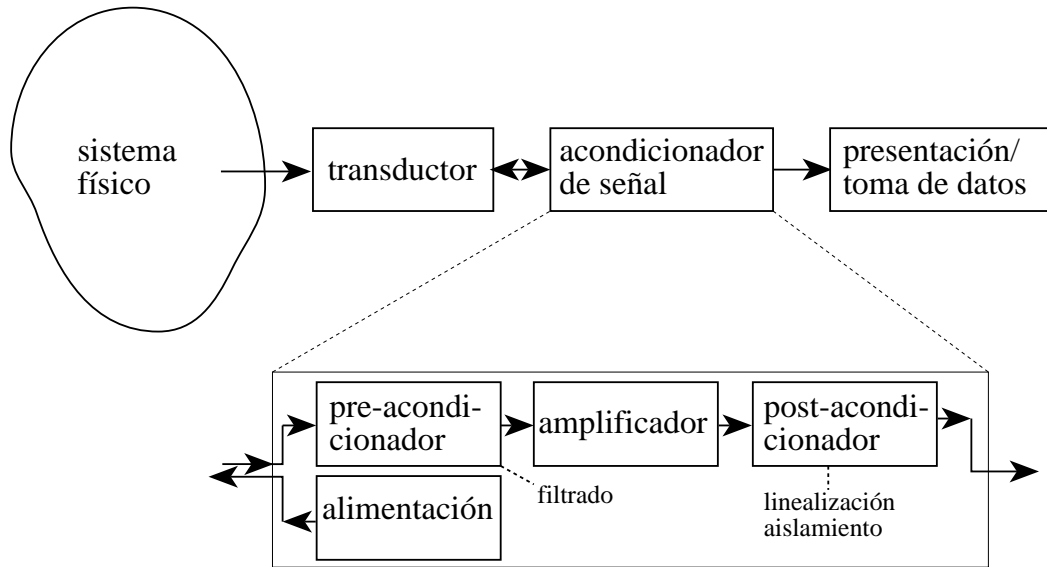 sistema
físico
transductor
acondicionador
de señal
presentación/
toma de datos
pre-acondi-
cionador
amplificador
post-acondi-
cionador
filtrado
alimentación
linealización
aislamiento